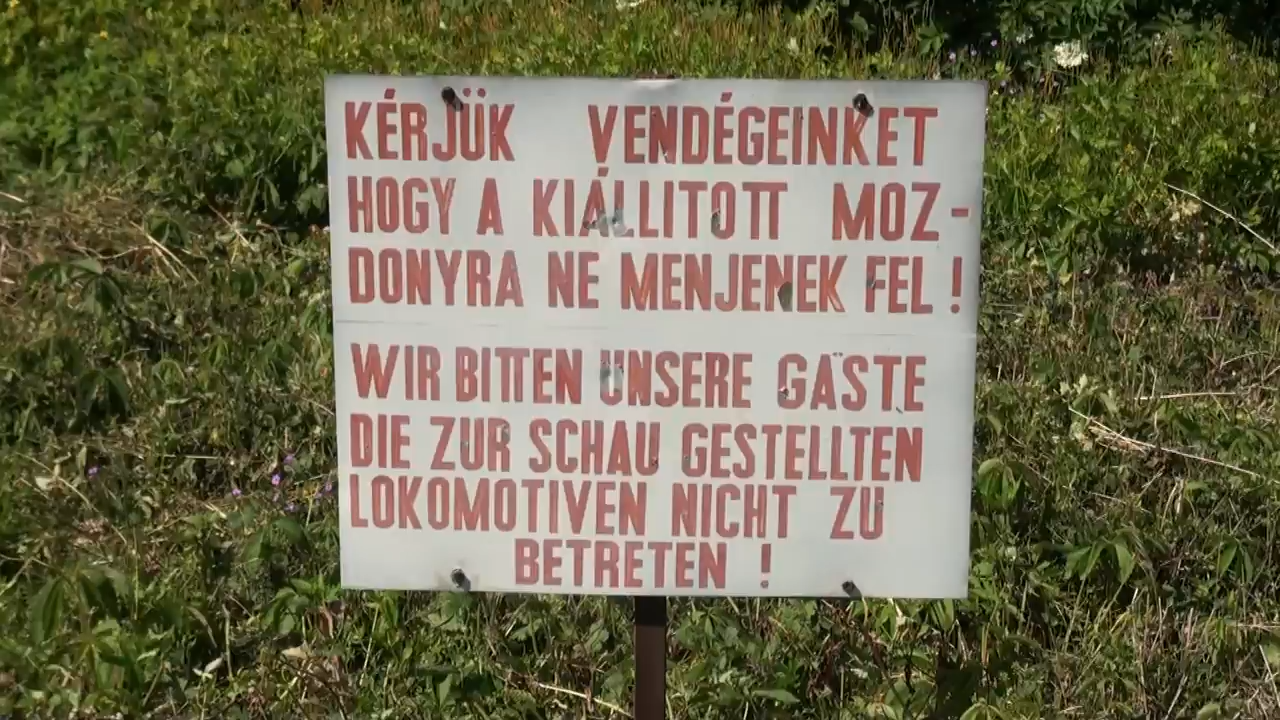 KÉRJÜK VENDÉGEINKET
HOGY A KIÁLLITOTT MOZ-
DONYRA NE MENJENEK FEL!
WIR BITTEN UNSERE GÄSTE
DIE ZUR SCHAU GESTELLTEN
LOKOMOTIVEN NICHT ZU
BETRETEN !